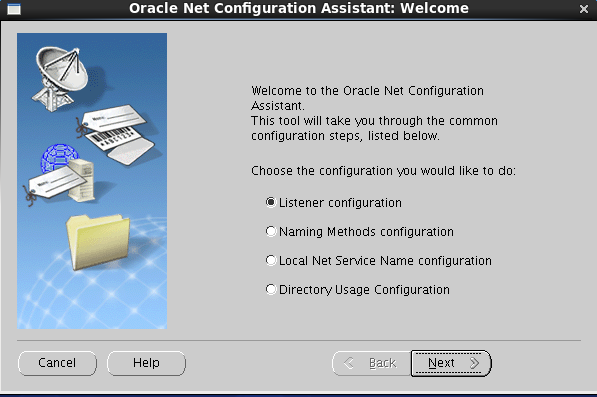 Oracle Net Configuration Assistant: Welcome
Welcome to the Oracle Net Configuration
Assistant.
This tool will take you through the common
configuration steps, listed below.
Choose the configuration you would like to do:
Listener configuration
Naming Methods configuration
Local Net Service Name configuration
Directory Usage Configuration
Cancel
Help
Back
Next